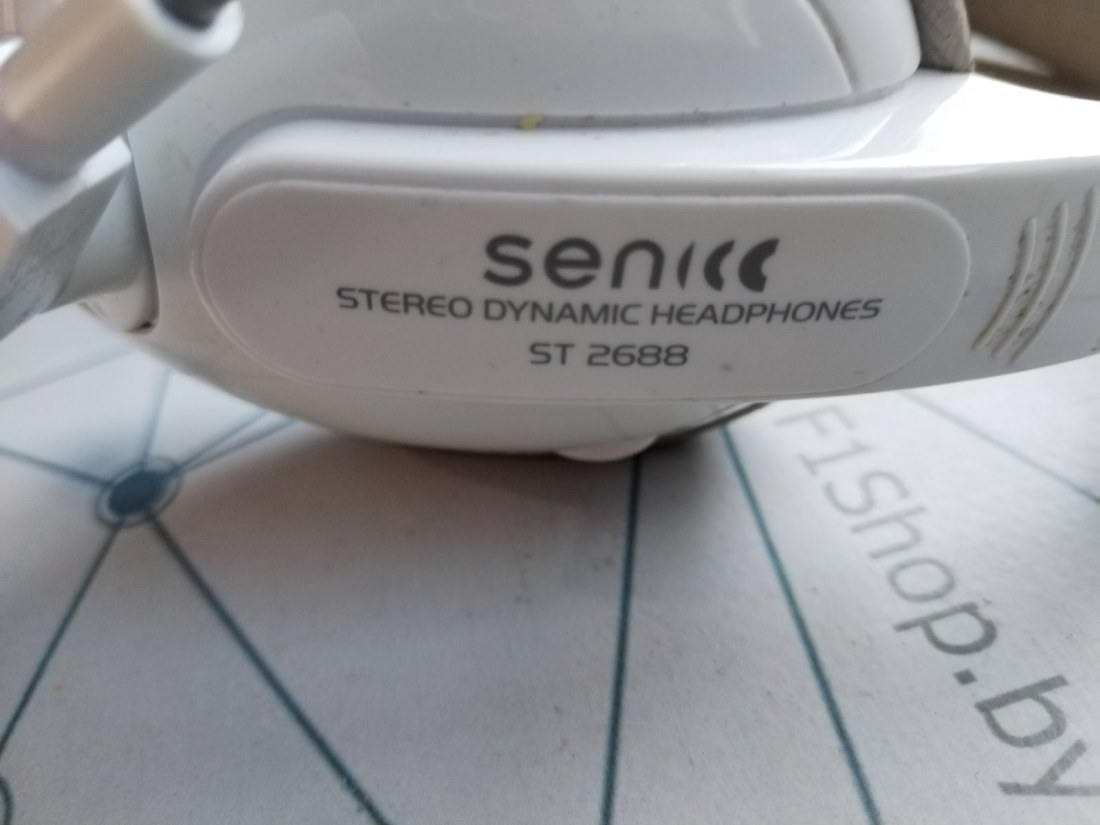 senicc
STEREO DYNAMIC HEADPHONES
ST 2688
F1Shop.by